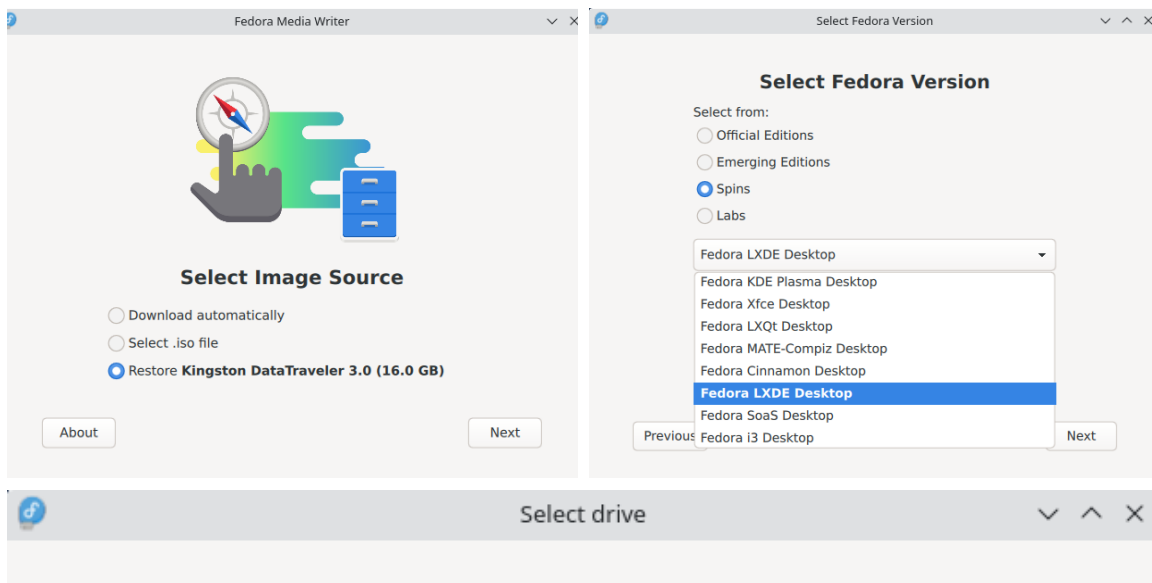 Fedora Media Writer
Select Image Source
Download automatically
Select .iso file
Restore Kingston DataTraveler 3.0 (16.0 GB)
About
Next
Select Fedora Version
Select Fedora Version
Select from:
Official Editions
Emerging Editions
Spins
Labs
Fedora LXDE Desktop
Fedora KDE Plasma Desktop
Fedora Xfce Desktop
Fedora LXQt Desktop
Fedora MATE-Compiz Desktop
Fedora Cinnamon Desktop
Fedora LXDE Desktop
Fedora SoaS Desktop
Fedora i3 Desktop
Previous
Next
Select drive